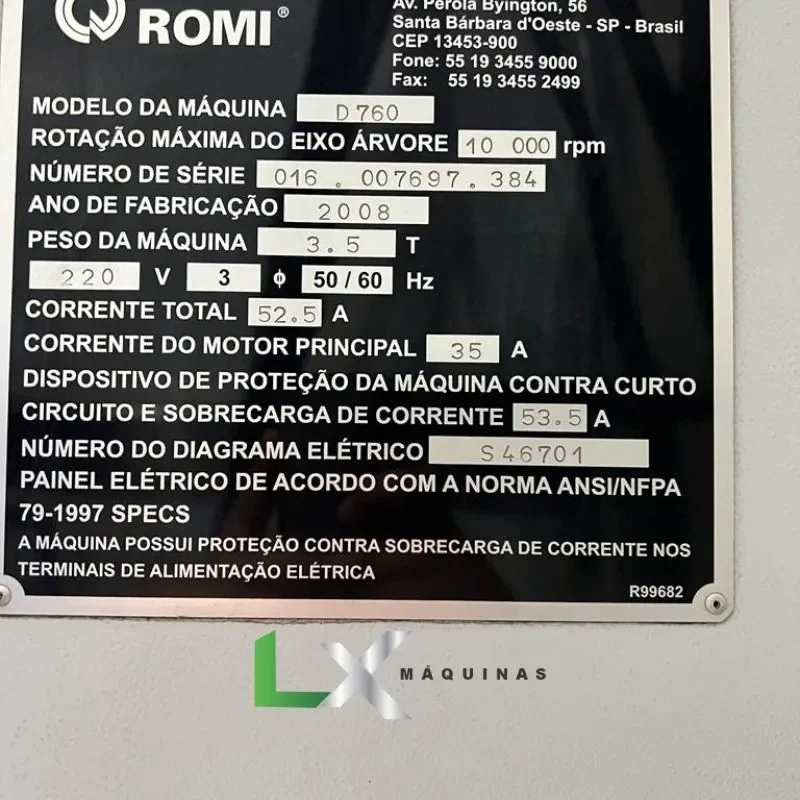 ROMI®
Av. Pérola Byington, 56
Santa Bárbara d'Oeste - SP - Brasil
CEP 13453-900
Fone: 55 19 3455 9000
Fax: 55 19 3455 2499
MODELO DA MÁQUINA D760
ROTAÇÃO MÁXIMA DO EIXO ÁRVORE 10 000 rpm
NÚMERO DE SÉRIE 016.007697.384
ANO DE FABRICAÇÃO 2008
PESO DA MÁQUINA 3.5 T
220 V 3 ϕ 50 / 60 Hz
CORRENTE TOTAL 52.5 A
CORRENTE DO MOTOR PRINCIPAL 35 A
DISPOSITIVO DE PROTEÇÃO DA MÁQUINA CONTRA CURTO
CIRCUITO E SOBRECARGA DE CORRENTE 53.5 A
NÚMERO DO DIAGRAMA ELÉTRICO S46701
PAINEL ELÉTRICO DE ACORDO COM A NORMA ANSI/NFPA
79-1997 SPECS
A MÁQUINA POSSUI PROTEÇÃO CONTRA SOBRECARGA DE CORRENTE NOS
TERMINAIS DE ALIMENTAÇÃO ELÉTRICA
R99682
LX MÁQUINAS